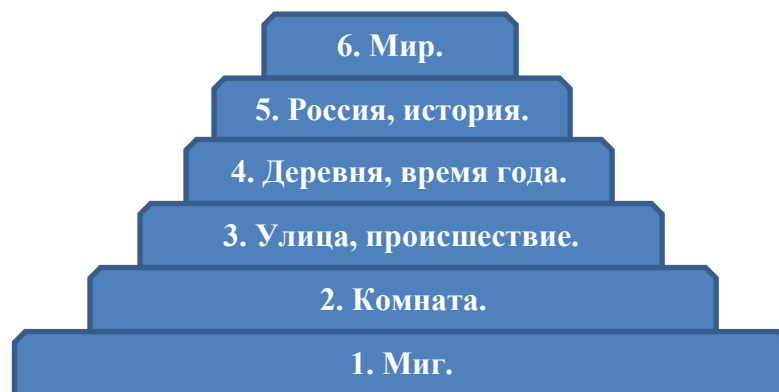 6. Мир.
5. Россия, история.
4. Деревня, время года.
3. Улица, происшествие.
2. Комната.
1. Миг.